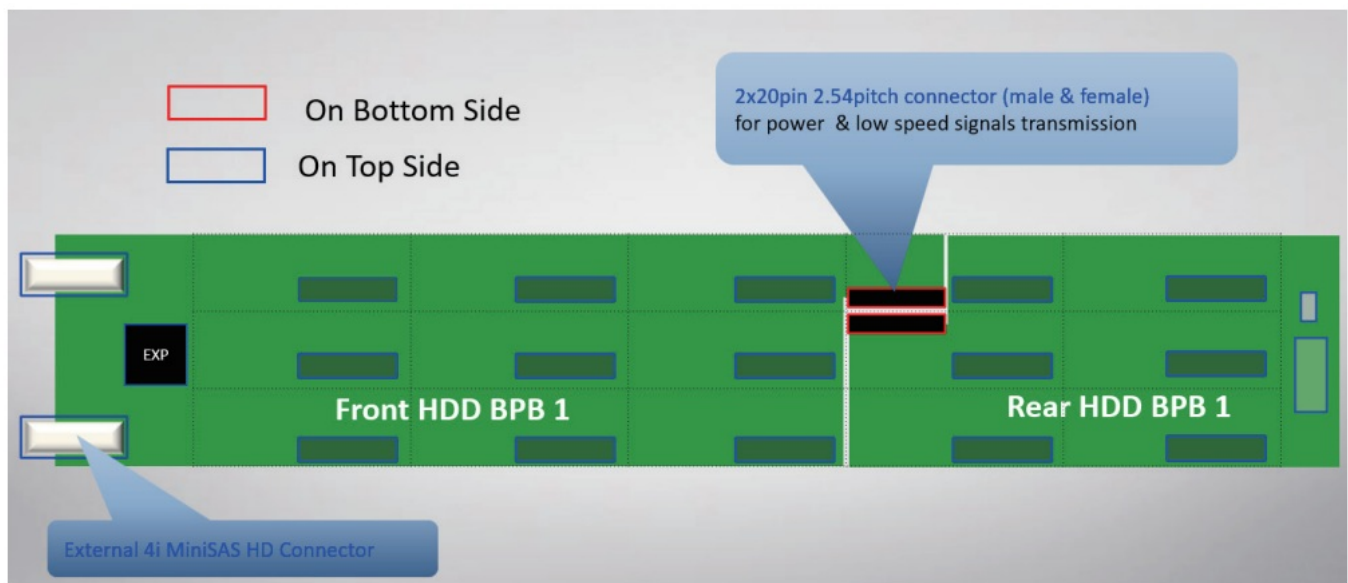 On Bottom Side
On Top Side
2x20pin 2.54pitch connector (male & female)
for power & low speed signals transmission
EXP
Front HDD BPB 1
Rear HDD BPB 1
External 4i MiniSAS HD Connector